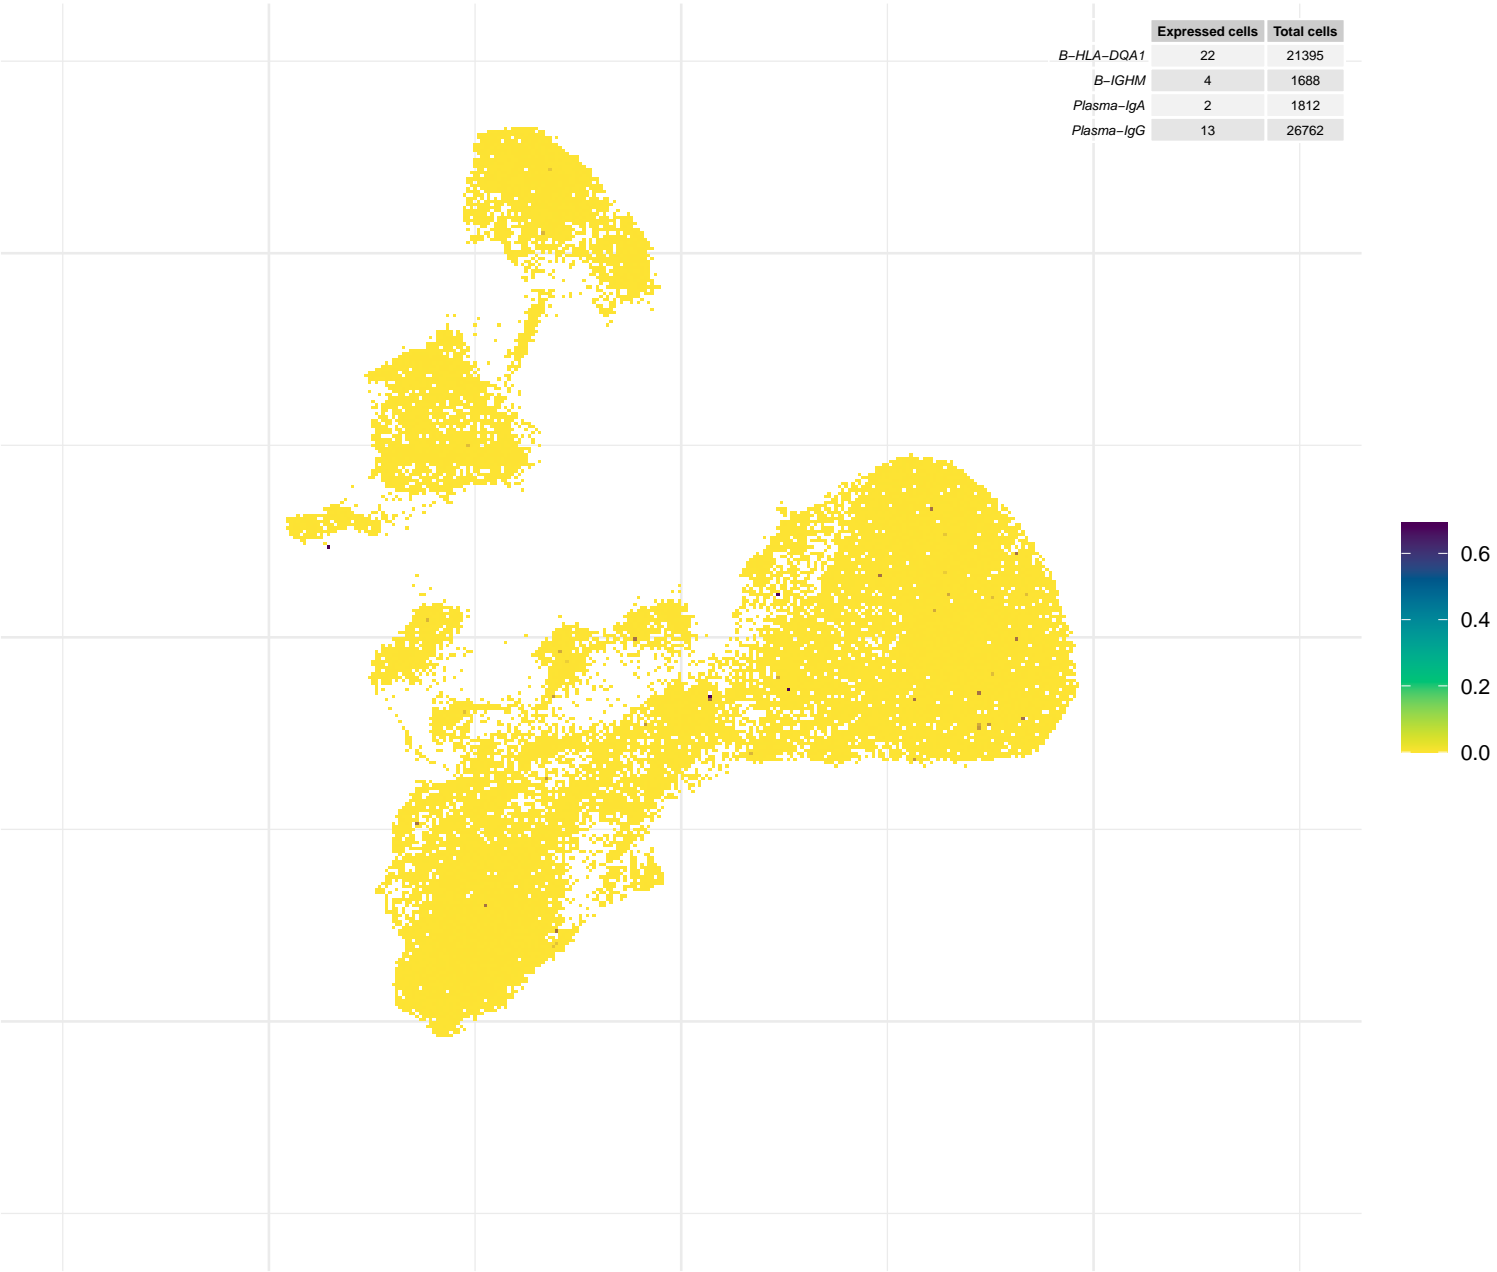 Expressed cells Total cells
B−HLA−DQA1 22 21395
B−IGHM 4 1688
Plasma−IgA 2 1812
Plasma−IgG 13 26762
0.6
0.4
0.2
0.0